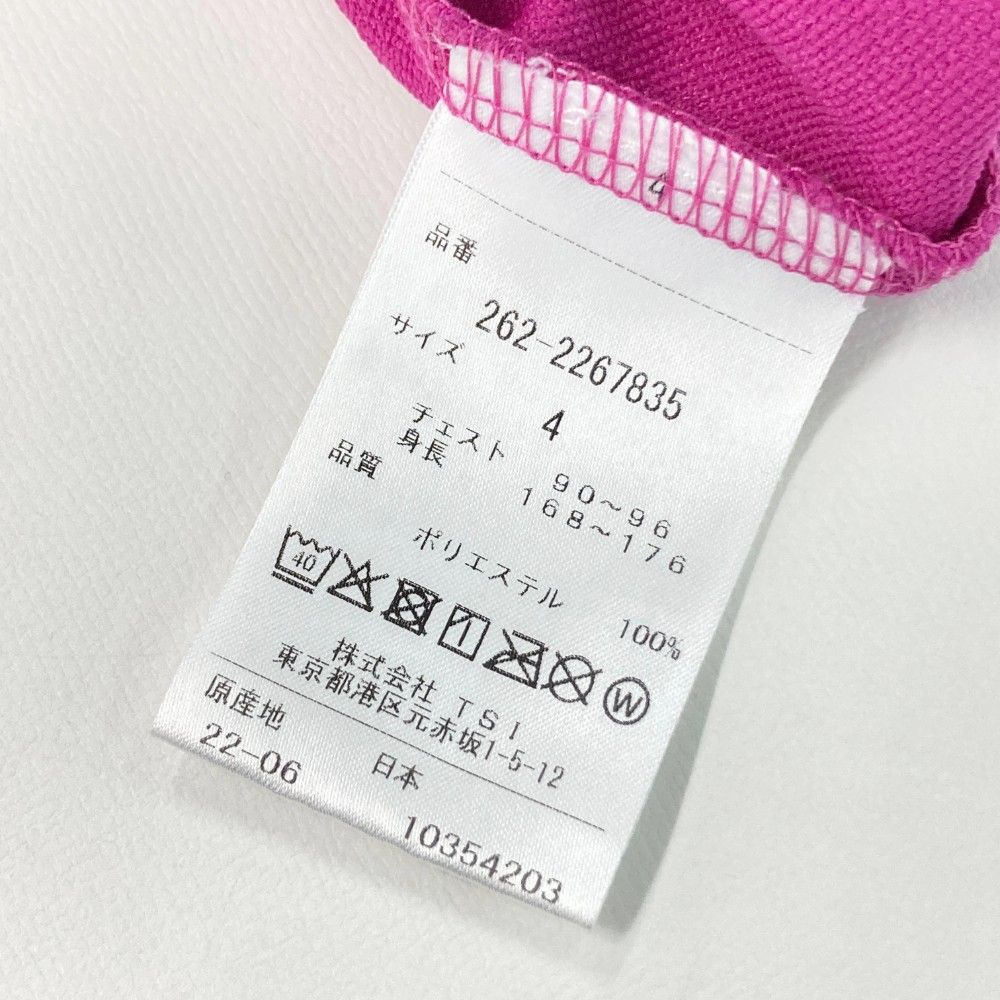 4
品番
262-2267835
サイズ
4
チェスト 90~96
身長 168~176
品質
ポリエステル 100%
40
W
株式会社 TSI
東京都港区元赤坂1-5-12
原産地 日本
22-06
10354203